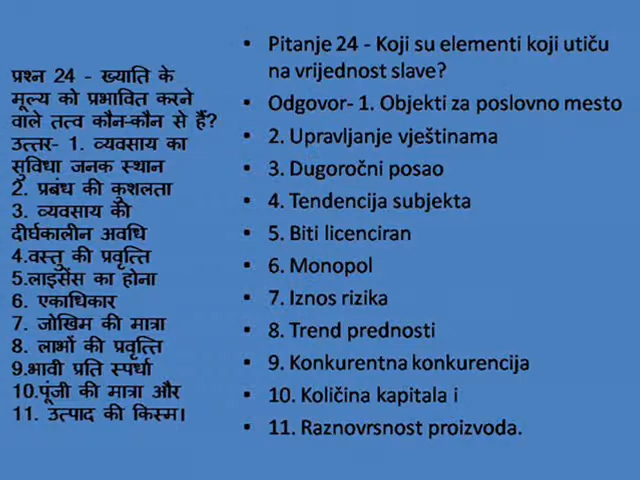 प्रश्न 24 - ख्याति के
मूल्य को प्रभावित करने
वाले तत्व कौन-कौन से हैं?
उत्तर- 1. व्यवसाय का
सुविधा जनक स्थान
2. प्रबंध की कुशलता
3. व्यवसाय की
दीर्घकालीन अवधि
4.वस्तु की प्रवृत्ति
5.लाइसेंस का होना
6. एकाधिकार
7. जोखिम की मात्रा
8. लाभों की प्रवृत्ति
9.भावी प्रति स्पर्धा
10.पूंजी की मात्रा और
11. उत्पाद की किस्म।
• Pitanje 24 - Koji su elementi koji utiču
na vrijednost slave?
• Odgovor- 1. Objekti za poslovno mesto
• 2. Upravljanje vještinama
• 3. Dugoročni posao
• 4. Tendencija subjekta
• 5. Biti licenciran
• 6. Monopol
• 7. Iznos rizika
• 8. Trend prednosti
• 9. Konkurentna konkurencija
• 10. Količina kapitala i
• 11. Raznovrsnost proizvoda.